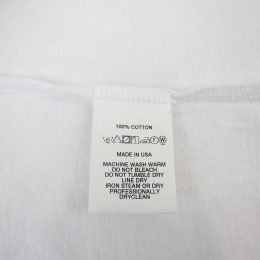 100% COTTON
MADE IN USA
MACHINE WASH WARM
DO NOT BLEACH
DO NOT TUMBLE DRY
LINE DRY
IRON STEAM OR DRY
PROFESSIONALLY
DRYCLEAN